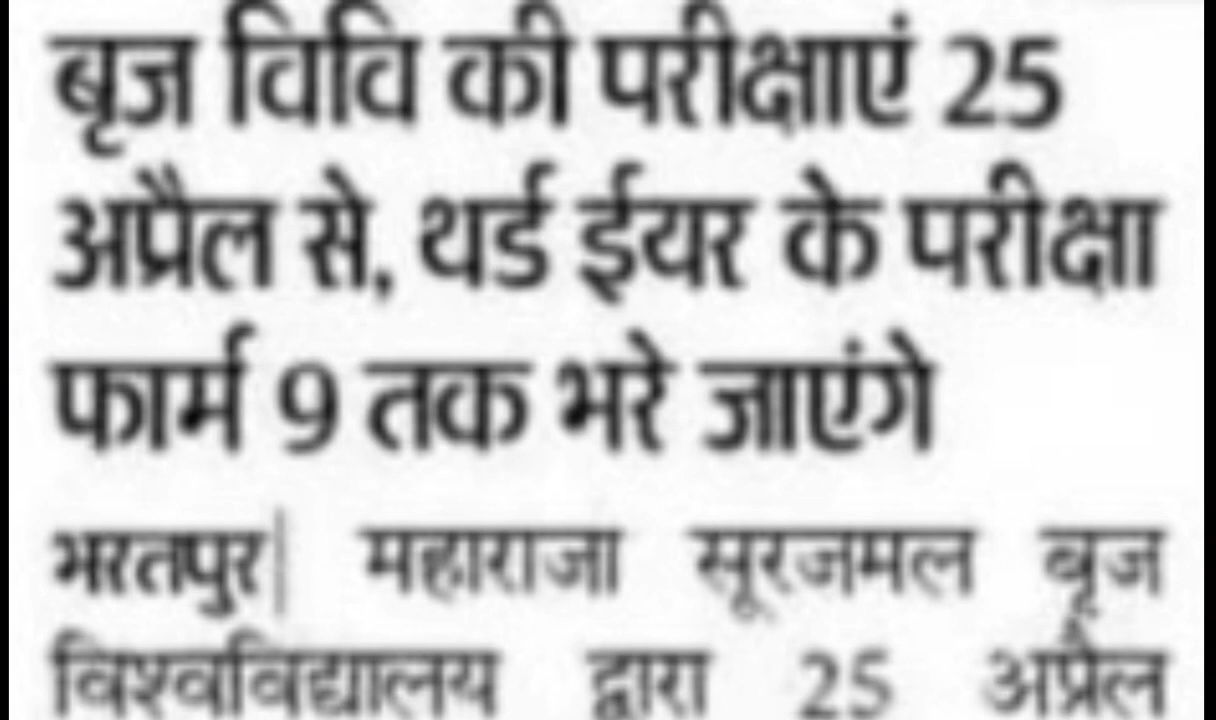 बृज विवि की परीक्षाएं 25
अप्रैल से, थर्ड ईयर के परीक्षा
फार्म 9 तक भरे जाएंगे
भरतपुर| महाराजा सूरजमल बृज
विश्वविद्यालय द्वारा 25 अप्रैल